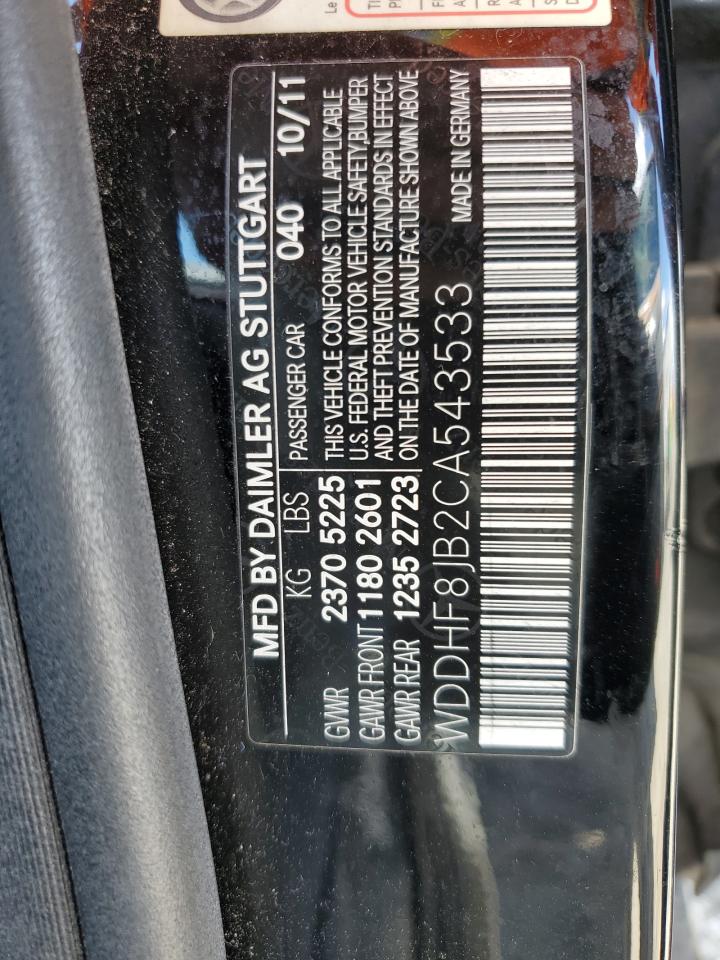 MFD BY DAIMLER AG STUTTGART 10/11
KG LBS PASSENGER CAR 040
GVWR 2370 5225 THIS VEHICLE CONFORMS TO ALL APPLICABLE
GAWR FRONT 1180 2601 U.S. FEDERAL MOTOR VEHICLE SAFETY,BUMPER
AND THEFT PREVENTION STANDARDS IN EFFECT
GAWR REAR 1235 2723 ON THE DATE OF MANUFACTURE SHOWN ABOVE
WDDHF8JB2CA543533 MADE IN GERMANY